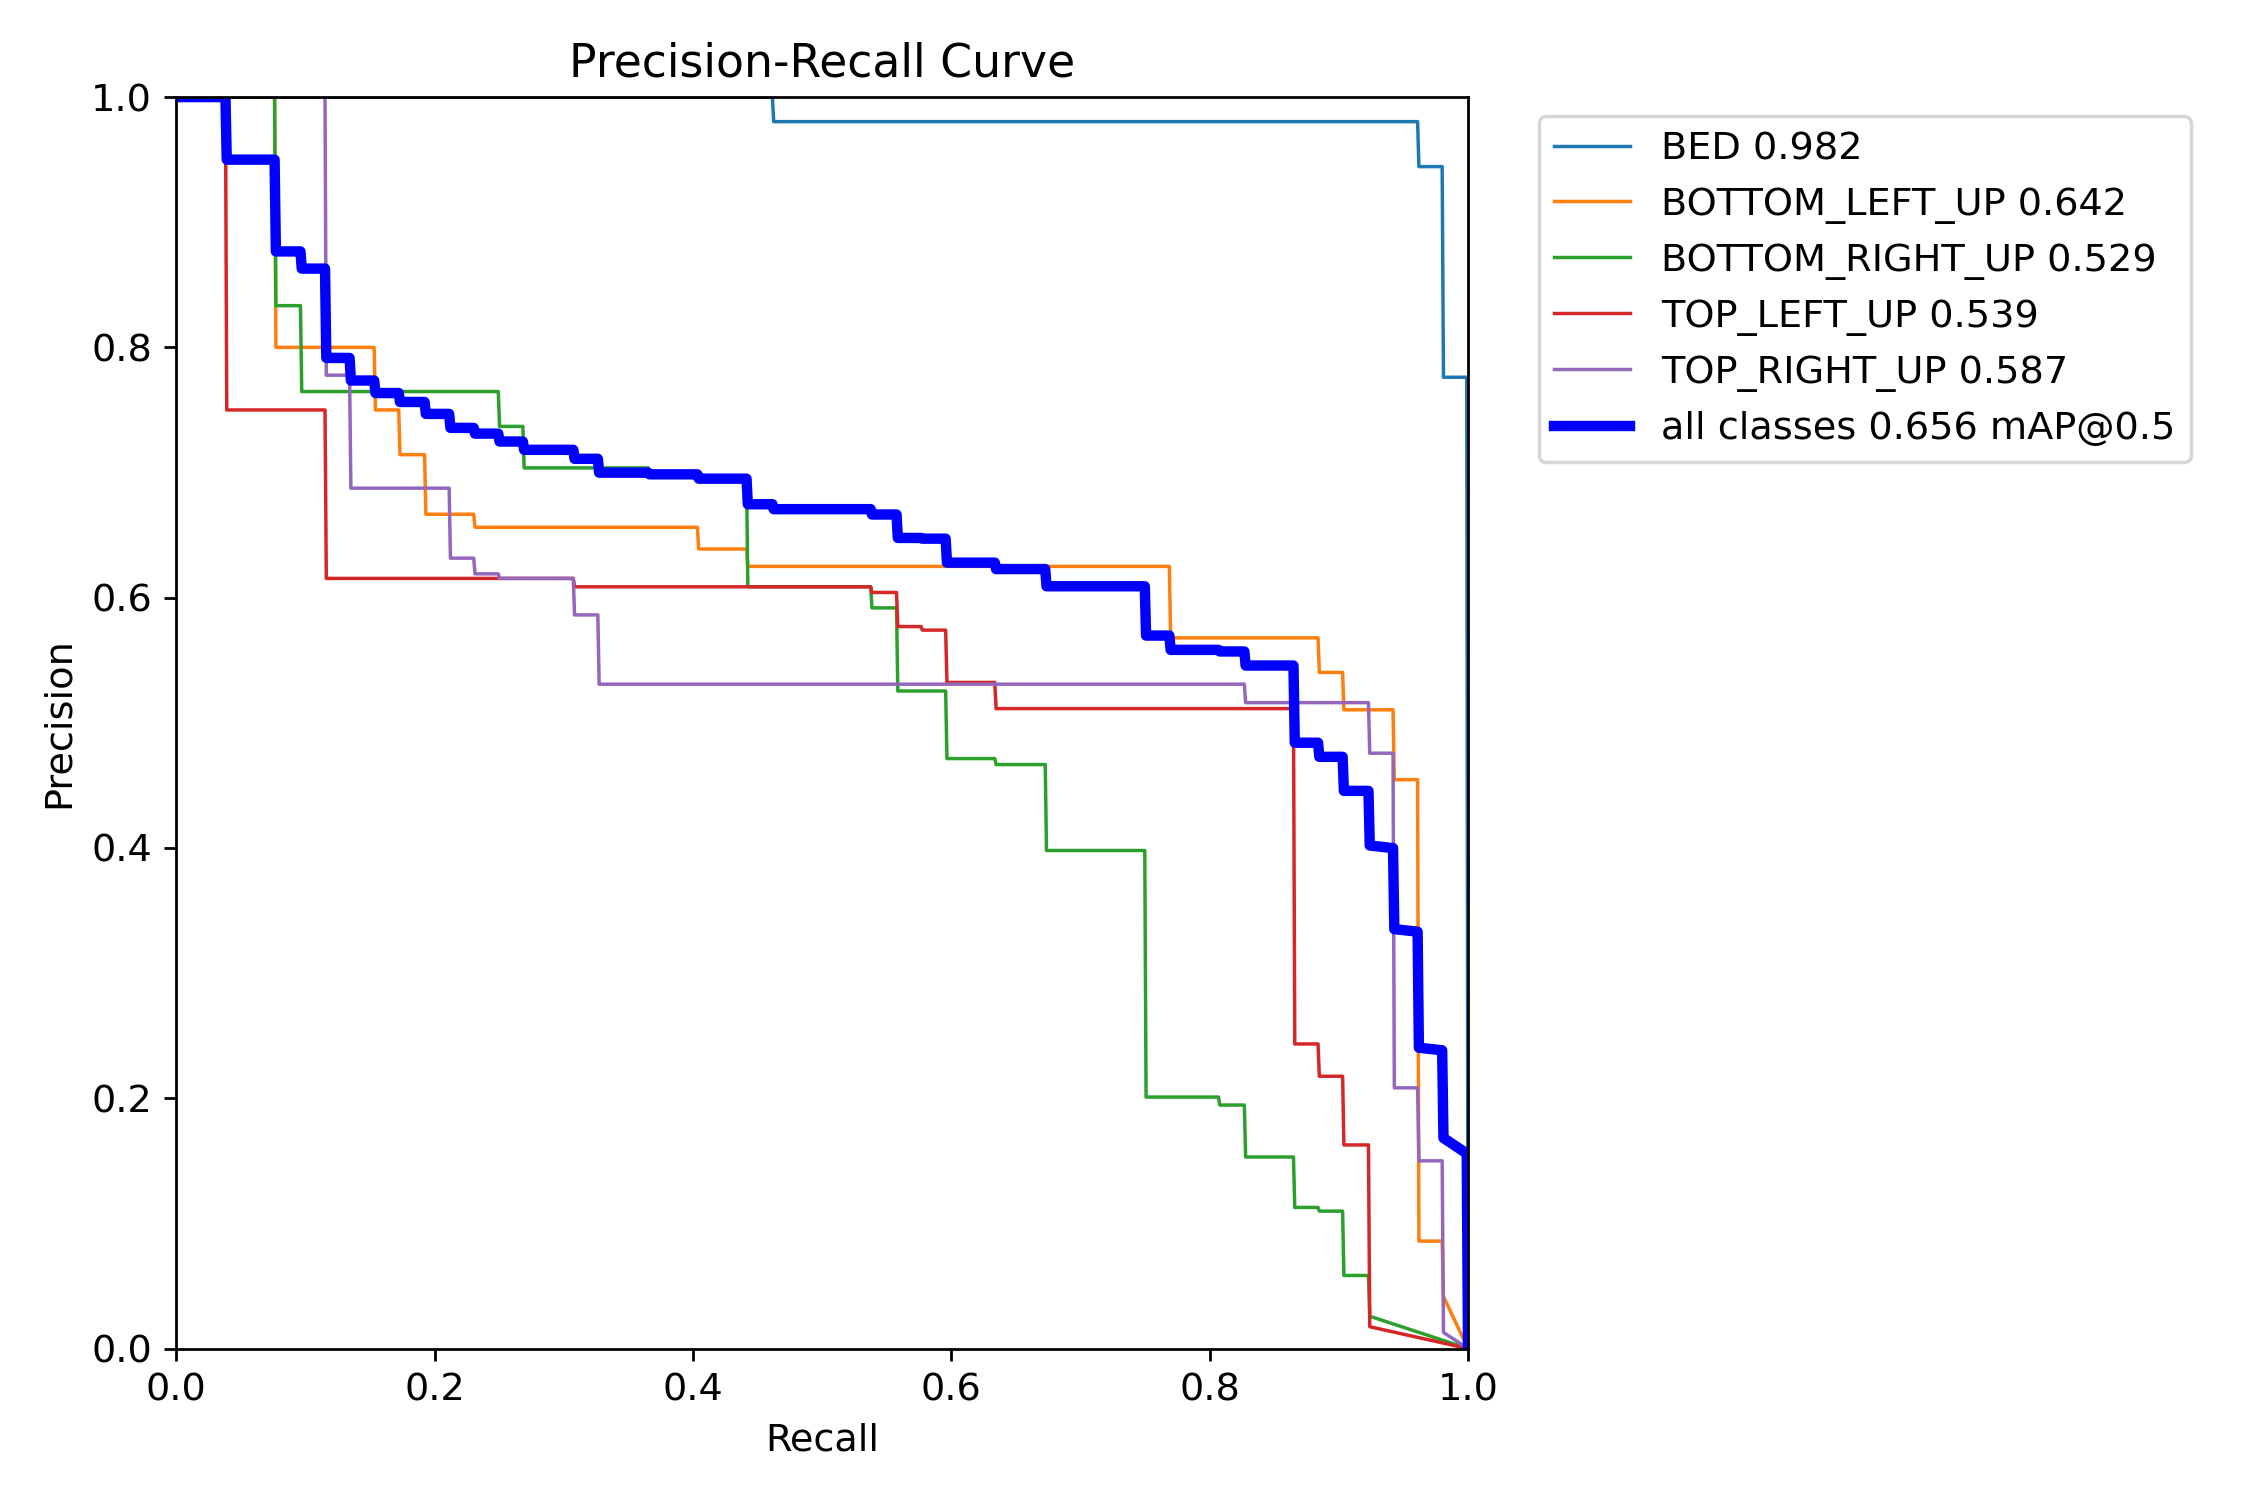 Precision-Recall Curve
1.0
0.8
0.6
0.4
0.2
0.0
Precision
0.0 0.2 0.4 0.6 0.8 1.0
Recall
BED 0.982
BOTTOM_LEFT_UP 0.642
BOTTOM_RIGHT_UP 0.529
TOP_LEFT_UP 0.539
TOP_RIGHT_UP 0.587
all classes 0.656 mAP@0.5